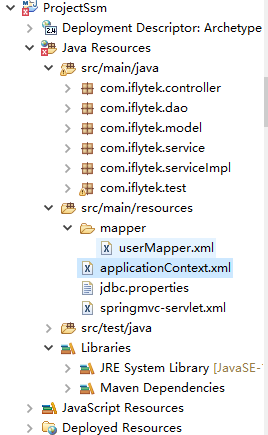 ProjectSsm
Deployment Descriptor: Archetype
Java Resources
src/main/java
com.iflytek.controller
com.iflytek.dao
com.iflytek.model
com.iflytek.service
com.iflytek.serviceImpl
com.iflytek.test
src/main/resources
mapper
userMapper.xml
applicationContext.xml
jdbc.properties
springmvc-servlet.xml
src/test/java
Libraries
JRE System Library [JavaSE-
Maven Dependencies
JavaScript Resources
Deployed Resources